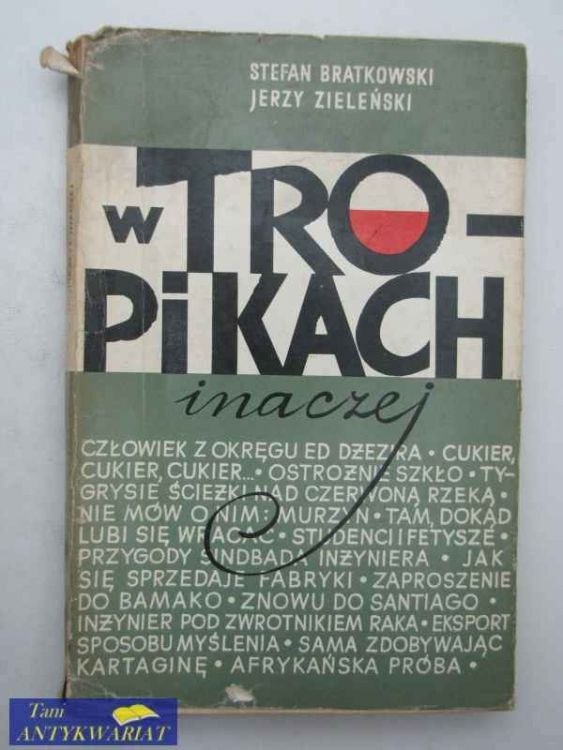 STEFAN BRATKOWSKI
JERZY ZIELEŃSKI
w TRO-
PiKACH
inaczej
CZŁOWIEK Z OKRĘGU ED DŻEZIRA • CUKIER,
CUKIER, CUKIER... • OSTROŻNIE SZKŁO • TY-
GRYSIE ŚCIEŻKI NAD CZERWONĄ RZEKĄ •
NIE MÓW O NIM: MURZYN • TAM, DOKĄD
LUBI SIĘ WRACAĆ • STUDENCI I FETYSZE •
PRZYGODY SINDBADA INŻYNIERA • JAK
SIĘ SPRZEDAJE FABRYKI • ZAPROSZENIE
DO BAMAKO • ZNOWU DO SANTIAGO •
INŻYNIER POD ZWROTNIKIEM RAKA • EKSPORT
SPOSOBU MYŚLENIA • SAMA ZDOBYWAJĄC
KARTAGINĘ • AFRYKAŃSKA PRÓBA •
Tani
ANTYKWARIAT